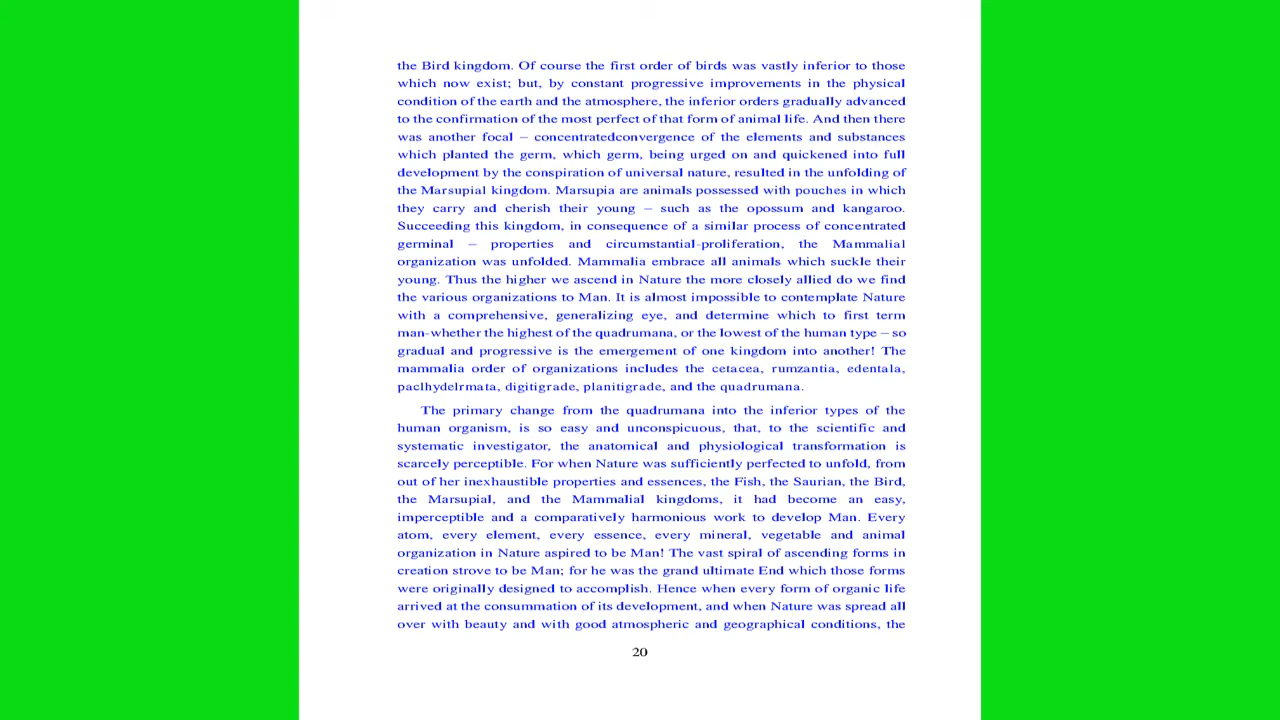 the Bird kingdom. Of course the first order of birds was vastly inferior to those
which now exist; but, by constant progressive improvements in the physical
condition of the earth and the atmosphere, the inferior orders gradually advanced
to the confirmation of the most perfect of that form of animal life. And then there
was another focal – concentratedconvergence of the elements and substances
which planted the germ, which germ, being urged on and quickened into full
development by the conspiration of universal nature, resulted in the unfolding of
the Marsupial kingdom. Marsupia are animals possessed with pouches in which
they carry and cherish their young – such as the opossum and kangaroo.
Succeeding this kingdom, in consequence of a similar process of concentrated
germinal – properties and circumstantial-proliferation, the Mammalial
organization was unfolded. Mammalia embrace all animals which suckle their
young. Thus the higher we ascend in Nature the more closely allied do we find
the various organizations to Man. It is almost impossible to contemplate Nature
with a comprehensive, generalizing eye, and determine which to first term
man-whether the highest of the quadrumana, or the lowest of the human type – so
gradual and progressive is the emergement of one kingdom into another! The
mammalia order of organizations includes the cetacea, rumzantia, edentala,
paclhydelrmata, digitigrade, planitigrade, and the quadrumana.
The primary change from the quadrumana into the inferior types of the
human organism, is so easy and unconspicuous, that, to the scientific and
systematic investigator, the anatomical and physiological transformation is
scarcely perceptible. For when Nature was sufficiently perfected to unfold, from
out of her inexhaustible properties and essences, the Fish, the Saurian, the Bird,
the Marsupial, and the Mammalial kingdoms, it had become an easy,
imperceptible and a comparatively harmonious work to develop Man. Every
atom, every element, every essence, every mineral, vegetable and animal
organization in Nature aspired to be Man! The vast spiral of ascending forms in
creation strove to be Man; for he was the grand ultimate End which those forms
were originally designed to accomplish. Hence when every form of organic life
arrived at the consummation of its development, and when Nature was spread all
over with beauty and with good atmospheric and geographical conditions, the
20